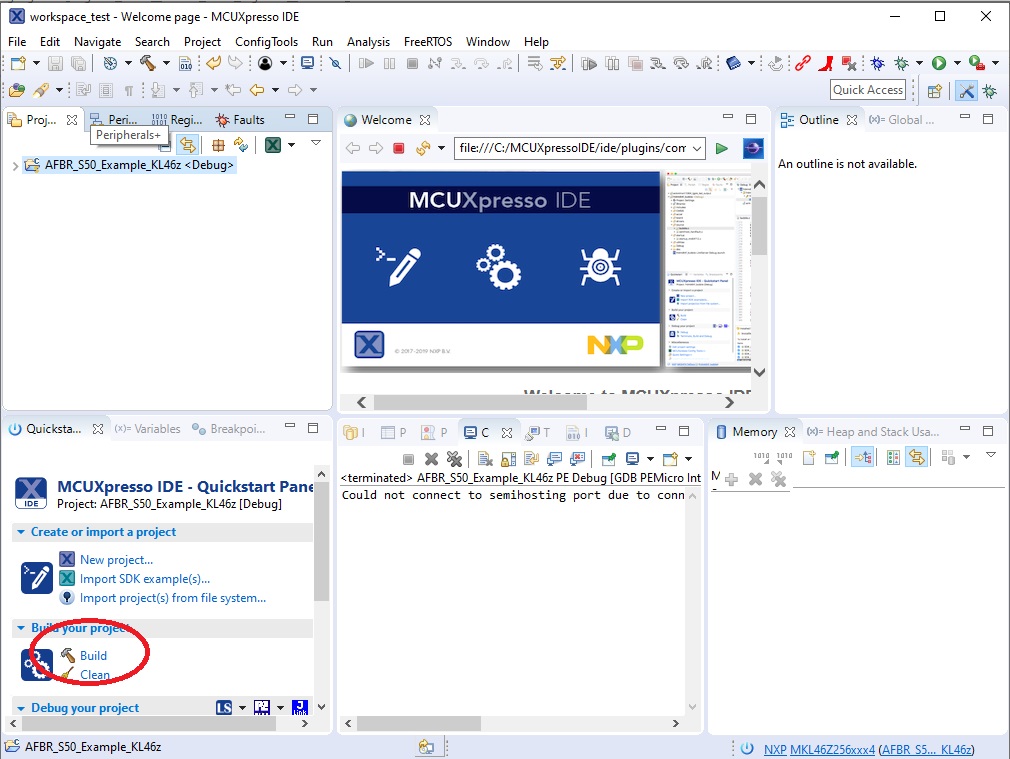 workspace_test - Welcome page - MCUXpresso IDE
File Edit Navigate Search Project ConfigTools Run Analysis FreeRTOS Window Help
Quick Access
Proj... Peri... Regi... Faults
Peripherals+
AFBR_S50_Example_KL46z <Debug>
Welcome
file:///C:/MCUXpressoIDE/ide/plugins/com
MCUXpresso IDE
X
© 2017-2019 NXP B.V.
NXP
Outline (x)= Global ...
An outline is not available.
Quicksta... (x)= Variables Breakpoi...
X
IDE
MCUXpresso IDE - Quickstart Pane
Project: AFBR_S50_Example_KL46z [Debug]
Create or import a project
New project...
Import SDK example(s)...
Import project(s) from file system...
Build your project
Build
Clean
Debug your project
LS
I P P C T I D
<terminated> AFBR_S50_Example_KL46z PE Debug [GDB PEMicro Int
Could not connect to semihosting port due to conn
Memory (x)= Heap and Stack Usa...
1010 1010
M
AFBR_S50_Example_KL46z
NXP MKL46Z256xxx4 (AFBR_S5... KL46z)